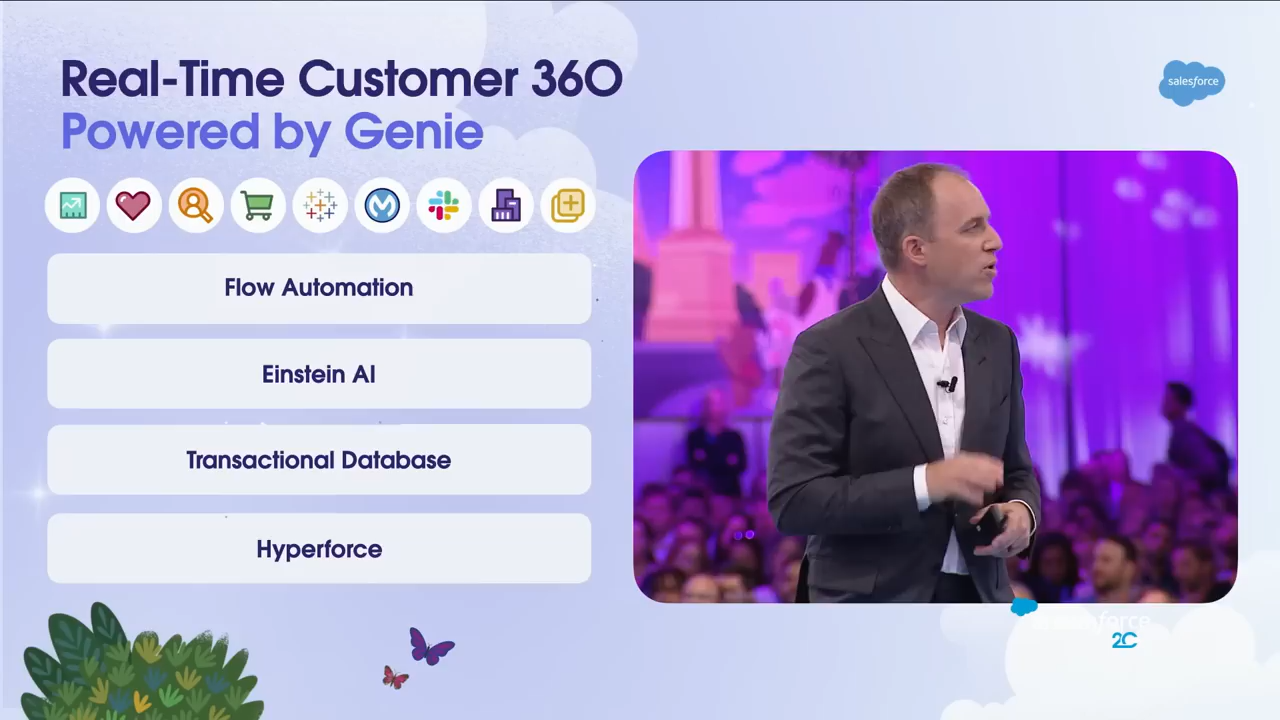 Real-Time Customer 360
Powered by Genie
salesforce
Flow Automation
Einstein AI
Transactional Database
Hyperforce